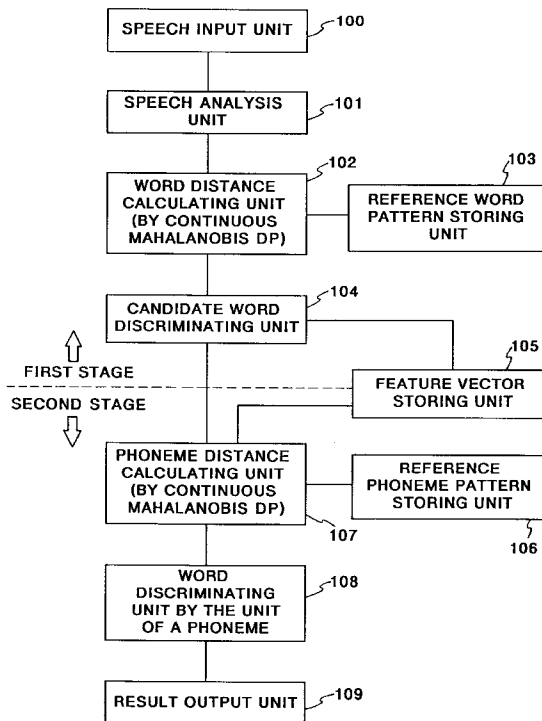 SPEECH INPUT UNIT
100
SPEECH ANALYSIS
UNIT
101
102
WORD DISTANCE
CALCULATING UNIT
(BY CONTINUOUS
MAHALANOBIS DP)
103
REFERENCE WORD
PATTERN STORING
UNIT
104
CANDIDATE WORD
DISCRIMINATING UNIT
FIRST STAGE
SECOND STAGE
105
FEATURE VECTOR
STORING UNIT
PHONEME DISTANCE
CALCULATING UNIT
(BY CONTINUOUS
MAHALANOBIS DP)
107
REFERENCE
PHONEME PATTERN
STORING UNIT
106
WORD
DISCRIMINATING
UNIT BY THE UNIT
OF A PHONEME
108
RESULT OUTPUT UNIT
109